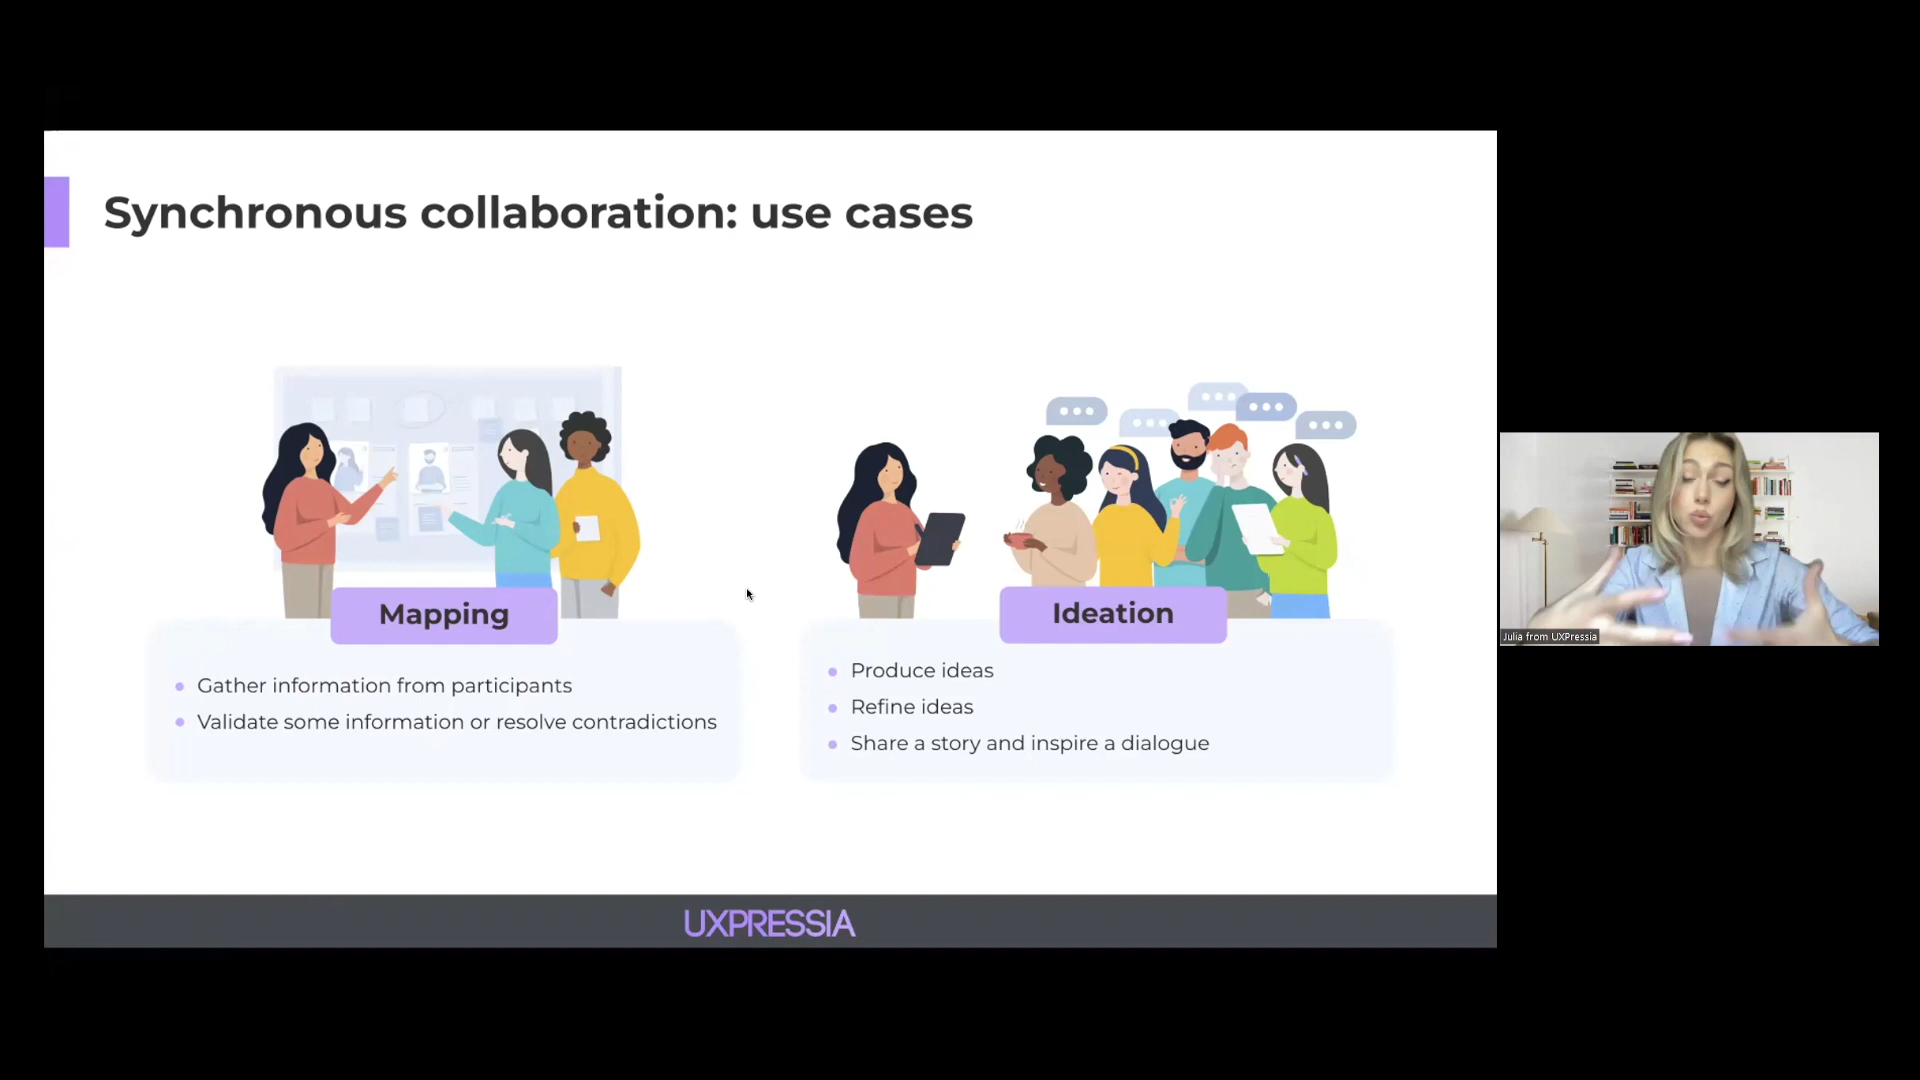 Synchronous collaboration: use cases
Mapping
Gather information from participants
Validate some information or resolve contradictions
Ideation
Produce ideas
Refine ideas
Share a story and inspire a dialogue
Julia from UXPressia
UXPRESSIA